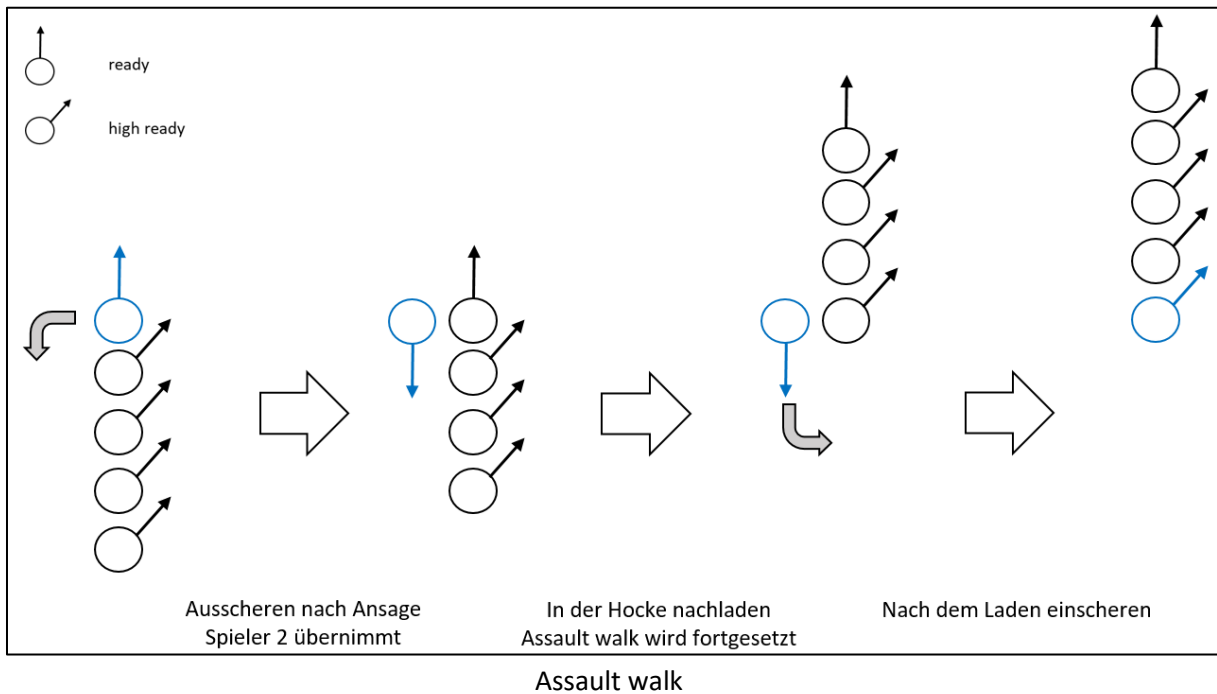 ready
high ready
Ausscheren nach Ansage
Spieler 2 übernimmt
In der Hocke nachladen
Assault walk wird fortgesetzt
Nach dem Laden einscheren
Assault walk